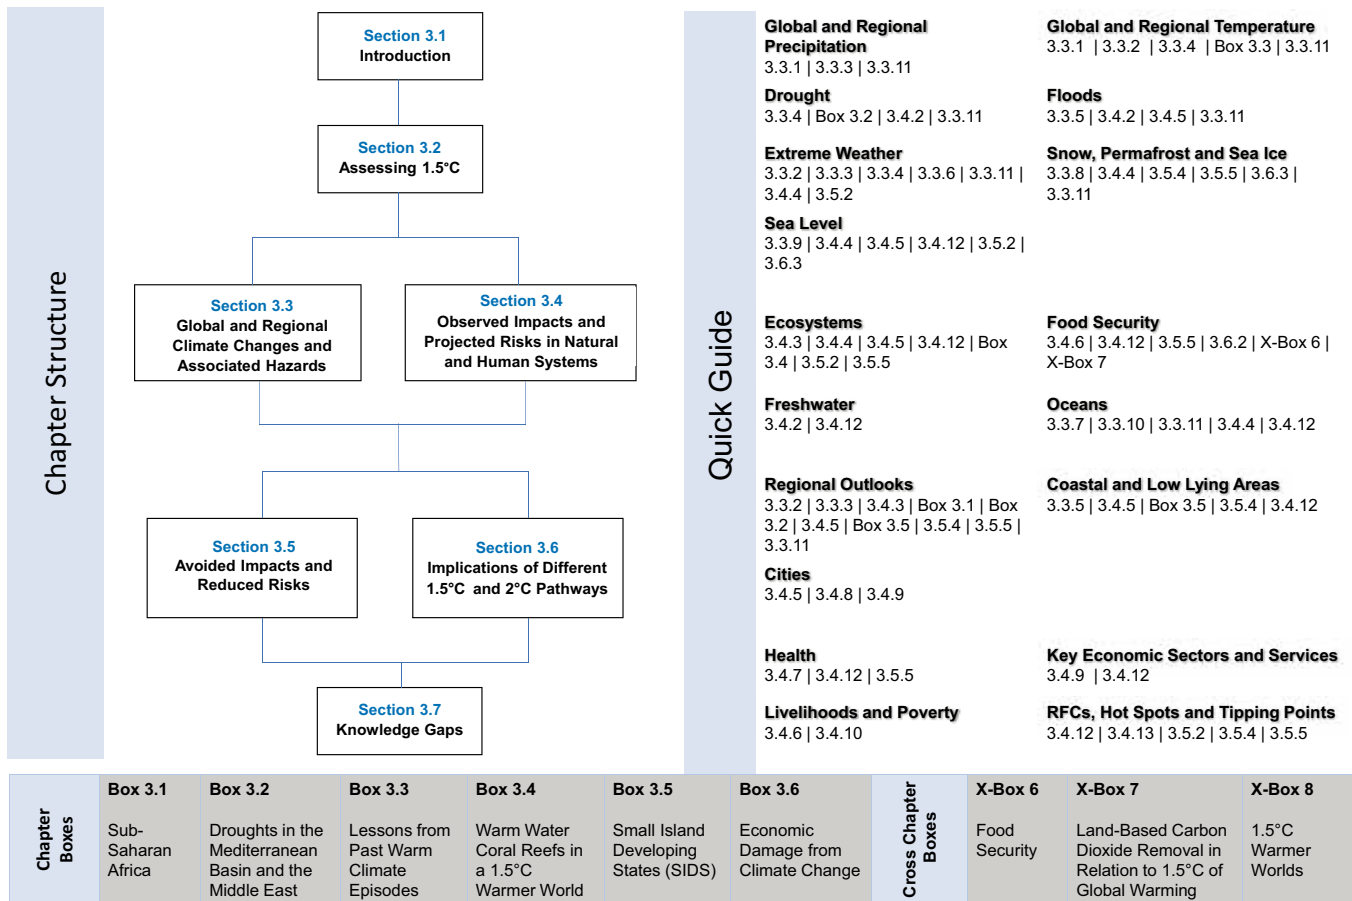 Chapter Structure
Section 3.1
Introduction
Section 3.2
Assessing 1.5°C
Section 3.3
Global and Regional
Climate Changes and
Associated Hazards
Section 3.4
Observed Impacts and
Projected Risks in Natural
and Human Systems
Section 3.5
Avoided Impacts and
Reduced Risks
Section 3.6
Implications of Different
1.5°C and 2°C Pathways
Section 3.7
Knowledge Gaps
Quick Guide
Global and Regional
Precipitation
3.3.1 | 3.3.3 | 3.3.11
Global and Regional Temperature
3.3.1 | 3.3.2 | 3.3.4 | Box 3.3 | 3.3.11
Drought
3.3.4 | Box 3.2 | 3.4.2 | 3.3.11
Floods
3.3.5 | 3.4.2 | 3.4.5 | 3.3.11
Extreme Weather
3.3.2 | 3.3.3 | 3.3.4 | 3.3.6 | 3.3.11 |
3.4.4 | 3.5.2
Snow, Permafrost and Sea Ice
3.3.8 | 3.4.4 | 3.5.4 | 3.5.5 | 3.6.3 |
3.3.11
Sea Level
3.3.9 | 3.4.4 | 3.4.5 | 3.4.12 | 3.5.2 |
3.6.3
Ecosystems
3.4.3 | 3.4.4 | 3.4.5 | 3.4.12 | Box
3.4 | 3.5.2 | 3.5.5
Food Security
3.4.6 | 3.4.12 | 3.5.5 | 3.6.2 | X-Box 6 |
X-Box 7
Freshwater
3.4.2 | 3.4.12
Oceans
3.3.7 | 3.3.10 | 3.3.11 | 3.4.4 | 3.4.12
Regional Outlooks
3.3.2 | 3.3.3 | 3.4.3 | Box 3.1 | Box
3.2 | 3.4.5 | Box 3.5 | 3.5.4 | 3.5.5 |
3.3.11
Coastal and Low Lying Areas
3.3.5 | 3.4.5 | Box 3.5 | 3.5.4 | 3.4.12
Cities
3.4.5 | 3.4.8 | 3.4.9
Health
3.4.7 | 3.4.12 | 3.5.5
Key Economic Sectors and Services
3.4.9 | 3.4.12
Livelihoods and Poverty
3.4.6 | 3.4.10
RFCs, Hot Spots and Tipping Points
3.4.12 | 3.4.13 | 3.5.2 | 3.5.4 | 3.5.5
Chapter
Boxes
Box 3.1
Sub-
Saharan
Africa
Box 3.2
Droughts in the
Mediterranean
Basin and the
Middle East
Box 3.3
Lessons from
Past Warm
Climate
Episodes
Box 3.4
Warm Water
Coral Reefs in
a 1.5°C
Warmer World
Box 3.5
Small Island
Developing
States (SIDS)
Box 3.6
Economic
Damage from
Climate Change
Cross Chapter
Boxes
X-Box 6
Food
Security
X-Box 7
Land-Based Carbon
Dioxide Removal in
Relation to 1.5°C of
Global Warming
X-Box 8
1.5°C
Warmer
Worlds